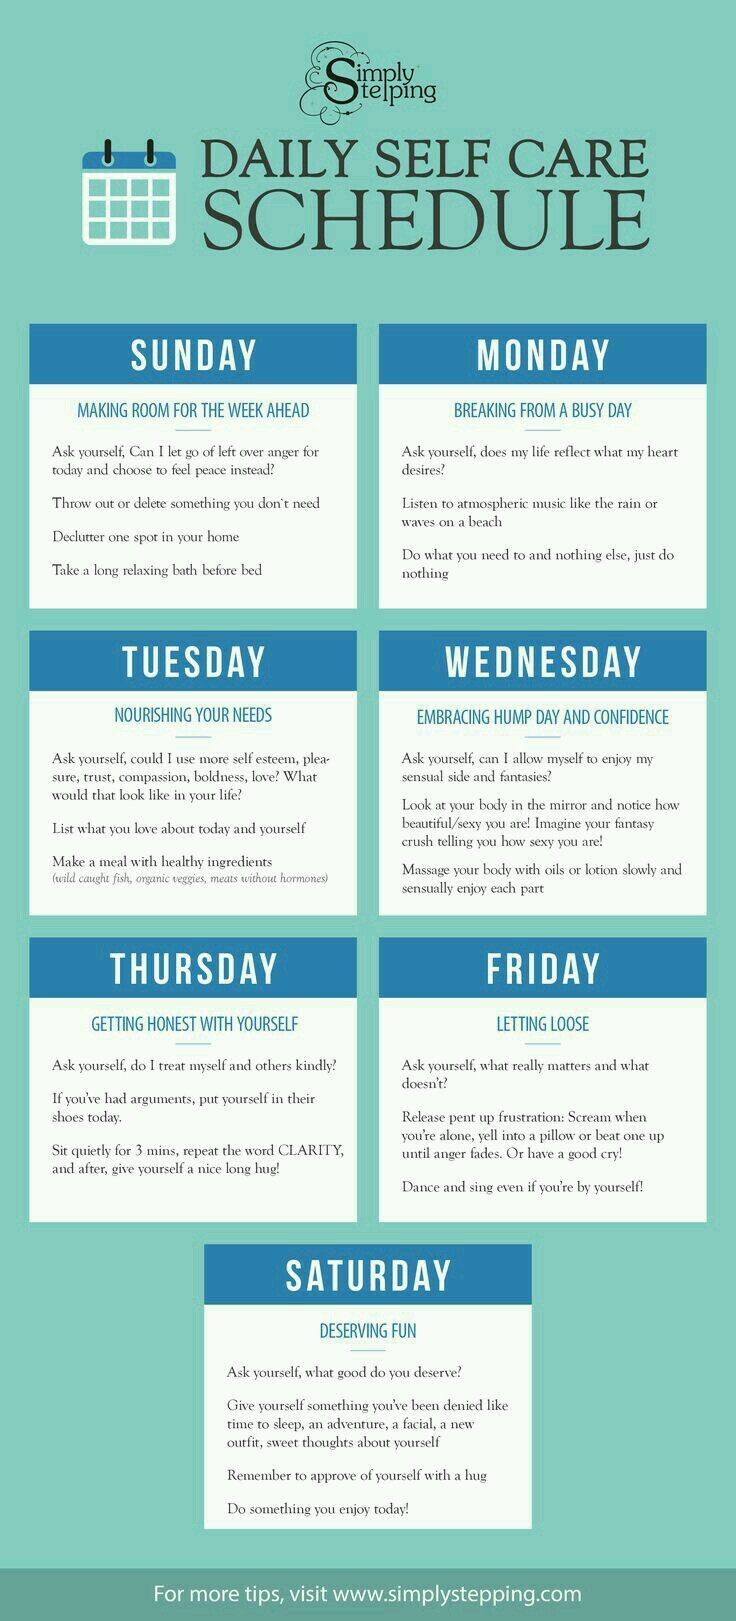 Simply
Stelping
DAILY SELF CARE
SCHEDULE
SUNDAY
MAKING ROOM FOR THE WEEK AHEAD
Ask yourself, Can I let go of left over anger for
today and choose to feel peace instead?
Throw out or delete something you don`t need
Declutter one spot in your home
Take a long relaxing bath before bed
MONDAY
BREAKING FROM A BUSY DAY
Ask yourself, does my life reflect what my heart
desires?
Listen to atmospheric music like the rain or
waves on a beach
Do what you need to and nothing else, just do
nothing
TUESDAY
NOURISHING YOUR NEEDS
Ask yourself, could I use more self esteem, plea-
sure, trust, compassion, boldness, love? What
would that look like in your life?
List what you love about today and yourself
Make a meal with healthy ingredients
(wild caught fish, organic veggies, meats without hormones)
WEDNESDAY
EMBRACING HUMP DAY AND CONFIDENCE
Ask yourself, can I allow myself to enjoy my
sensual side and fantasies?
Look at your body in the mirror and notice how
beautiful/sexy you are! Imagine your fantasy
crush telling you how sexy you are!
Massage your body with oils or lotion slowly and
sensually enjoy each part
THURSDAY
GETTING HONEST WITH YOURSELF
Ask yourself, do I treat myself and others kindly?
If you've had arguments, put yourself in their
shoes today.
Sit quietly for 3 mins, repeat the word CLARITY,
and after, give yourself a nice long hug!
FRIDAY
LETTING LOOSE
Ask yourself, what really matters and what
doesn't?
Release pent up frustration: Scream when
you're alone, yell into a pillow or beat one up
until anger fades. Or have a good cry!
Dance and sing even if you're by yourself!
SATURDAY
DESERVING FUN
Ask yourself, what good do you deserve?
Give yourself something you've been denied like
time to sleep, an adventure, a facial, a new
outfit, sweet thoughts about yourself
Remember to approve of yourself with a hug
Do something you enjoy today!
For more tips, visit www.simplystepping.com